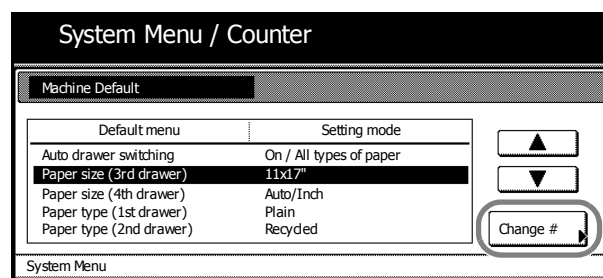 System Menu / Counter
Machine Default
Default menu Setting mode
Auto drawer switching On / All types of paper
Paper size (3rd drawer) 11x17"
Paper size (4th drawer) Auto/Inch
Paper type (1st drawer) Plain
Paper type (2nd drawer) Recycled
Change #
System Menu